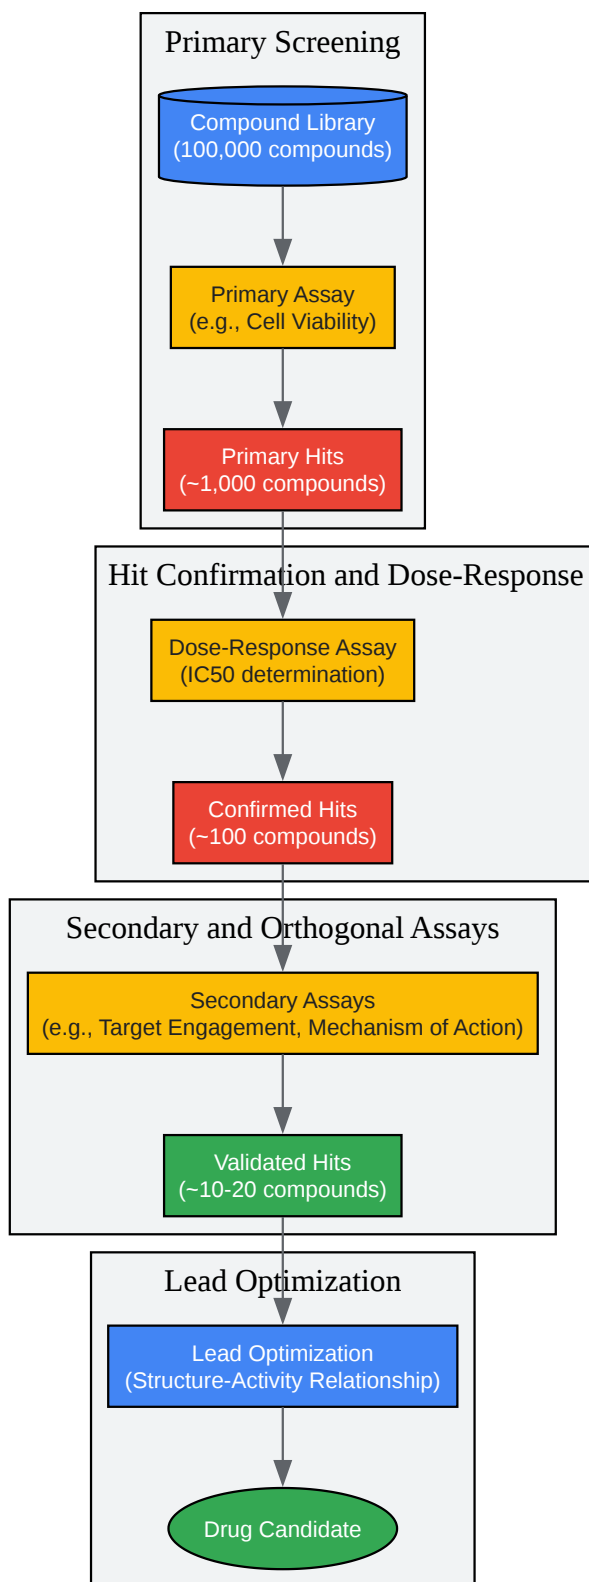 Primary Screening
Compound Library
(100,000 compounds)
Primary Assay
(e.g., Cell Viability)
Primary Hits
(~1,000 compounds)
Hit Confirmation and Dose-Response
Dose-Response Assay
(IC50 determination)
Confirmed Hits
(~100 compounds)
Secondary and Orthogonal Assays
Secondary Assays
(e.g., Target Engagement, Mechanism of Action)
Validated Hits
(~10-20 compounds)
Lead Optimization
Lead Optimization
(Structure-Activity Relationship)
Drug Candidate